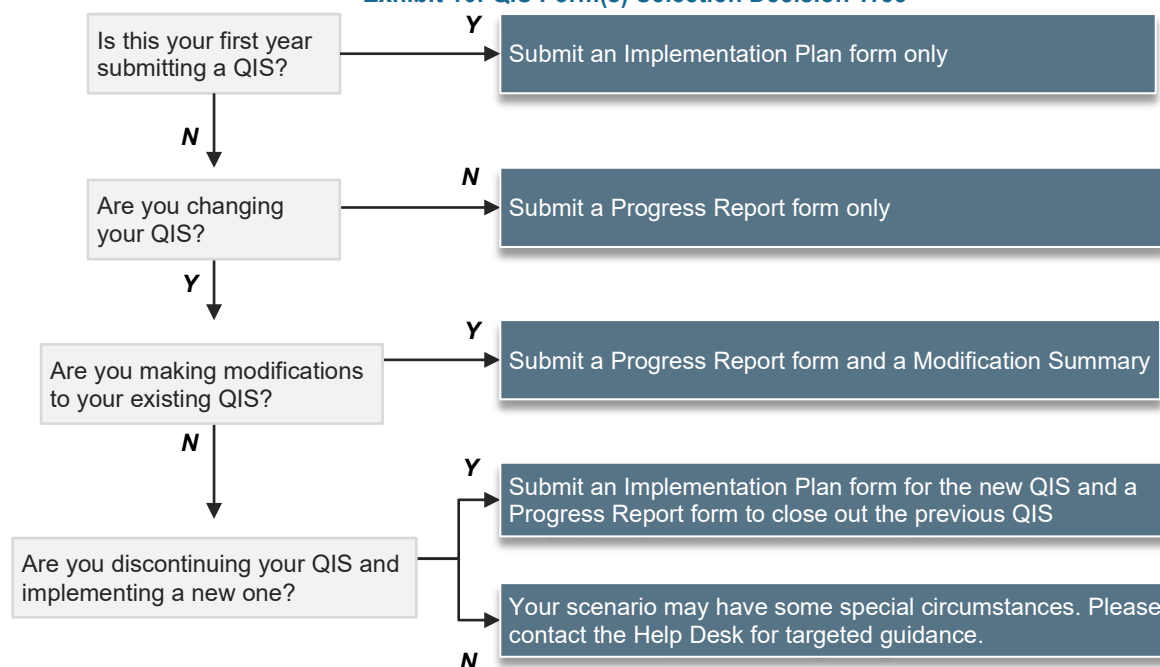 Is this your first year
submitting a QIS?
Y
Submit an Implementation Plan form only
N
Are you changing
your QIS?
N
Submit a Progress Report form only
Y
Are you making modifications
to your existing QIS?
Y
Submit a Progress Report form and a Modification Summary
N
Are you discontinuing your QIS and
implementing a new one?
Y
Submit an Implementation Plan form for the new QIS and a
Progress Report form to close out the previous QIS
Your scenario may have some special circumstances. Please
contact the Help Desk for targeted guidance.
N